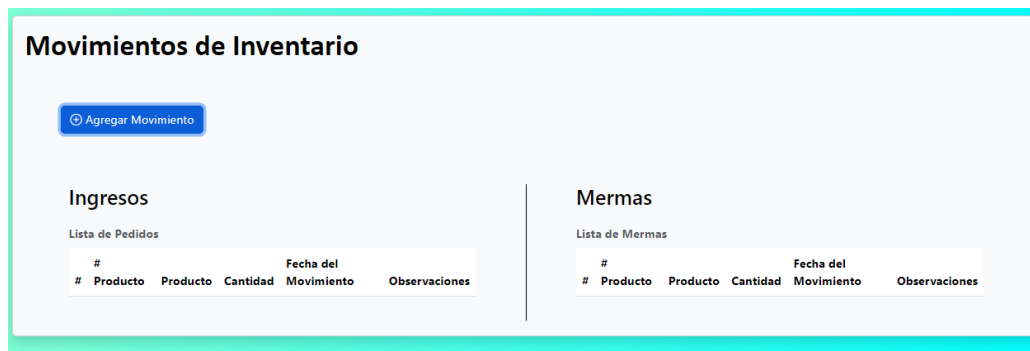 Movimientos de Inventario
Agregar Movimiento
Ingresos
Lista de Pedidos
# # Producto Producto Cantidad Fecha del Movimiento Observaciones
Mermas
Lista de Mermas
# # Producto Producto Cantidad Fecha del Movimiento Observaciones